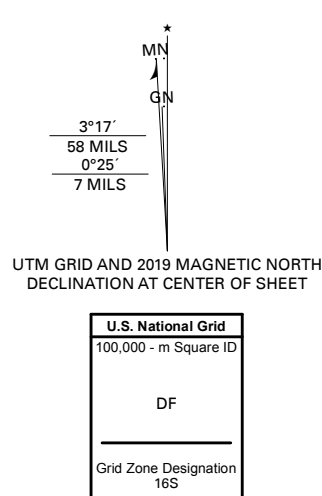 ★
MN
GN
3°17´
58 MILS
0°25´
7 MILS
UTM GRID AND 2019 MAGNETIC NORTH
DECLINATION AT CENTER OF SHEET
U.S. National Grid
100,000 - m Square ID
DF
Grid Zone Designation
16S